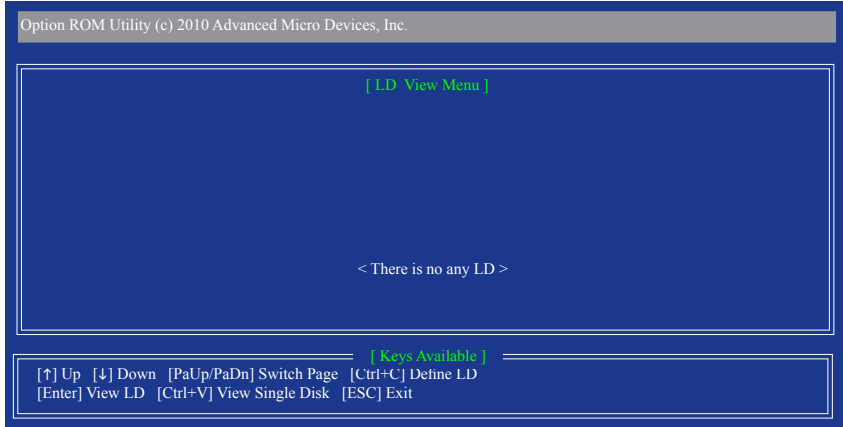 Option ROM Utility (c) 2010 Advanced Micro Devices, Inc.
[ LD View Menu ]
< There is no any LD >
[ Keys Available ]
[↑] Up [↓] Down [PaUp/PaDn] Switch Page [Ctrl+C] Define LD
[Enter] View LD [Ctrl+V] View Single Disk [ESC] Exit